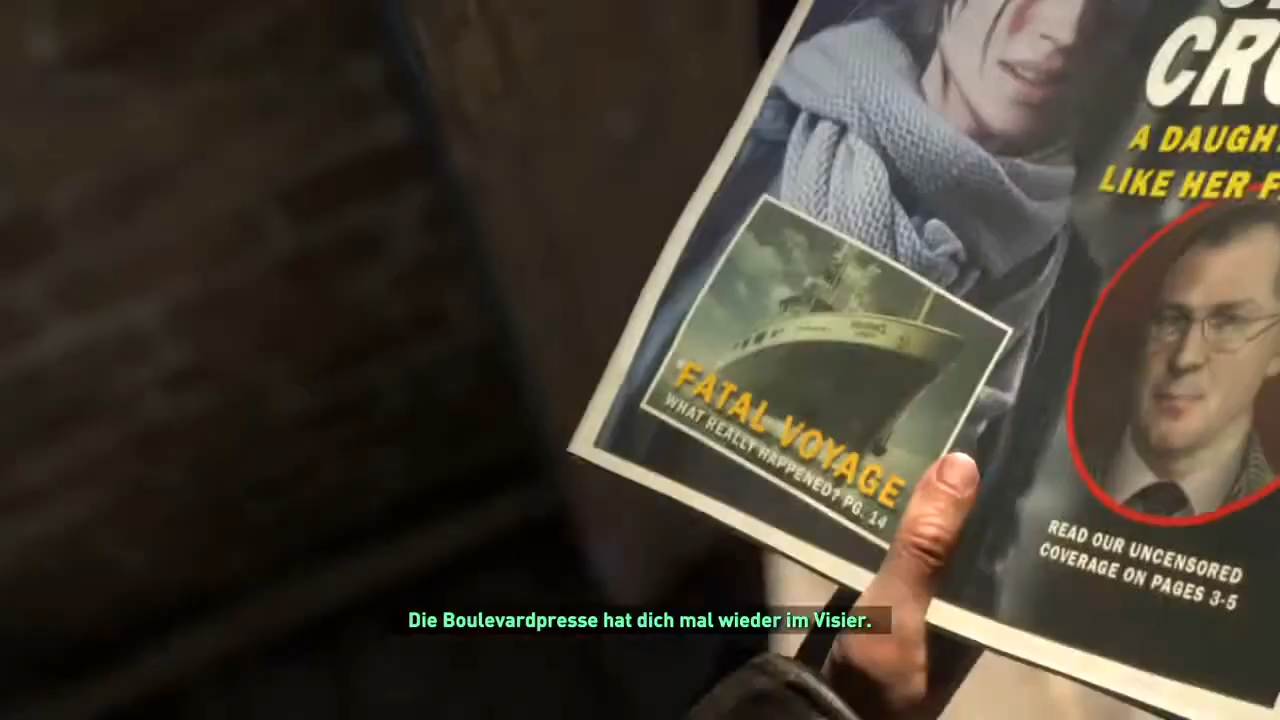 CR
A DAUGH
LIKE HER F
FATAL VOYAGE
WHAT REALLY HAPPENED? PG. 14
READ OUR UNCENSORED
COVERAGE ON PAGES 3-5
Die Boulevardpresse hat dich mal wieder im Visier.